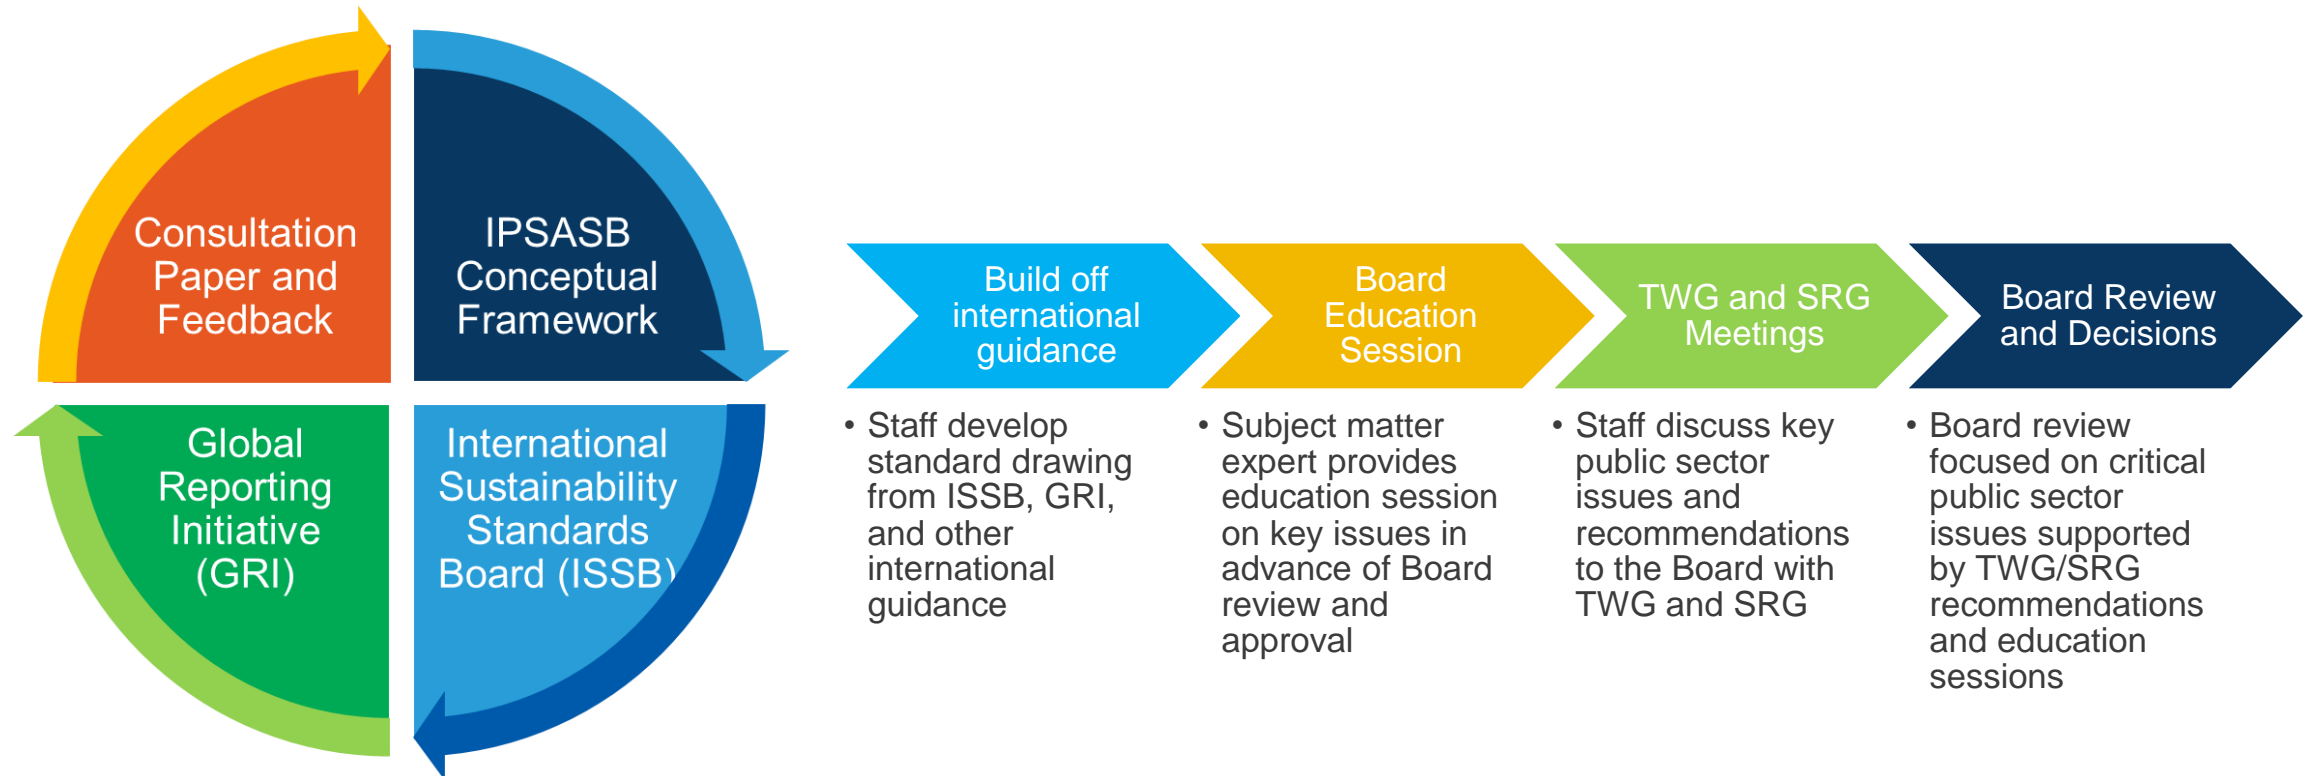 Consultation
Paper and
Feedback
IPSASB
Conceptual
Framework
Global
Reporting
Initiative
(GRI)
International
Sustainability
Standards
Board (ISSB)
Build off
international
guidance
• Staff develop
standard drawing
from ISSB, GRI,
and other
international
guidance
Board
Education
Session
• Subject matter
expert provides
education session
on key issues in
advance of Board
review and
approval
TWG and SRG
Meetings
• Staff discuss key
public sector
issues and
recommendations
to the Board with
TWG and SRG
Board Review
and Decisions
• Board review
focused on critical
public sector
issues supported
by TWG/SRG
recommendations
and education
sessions